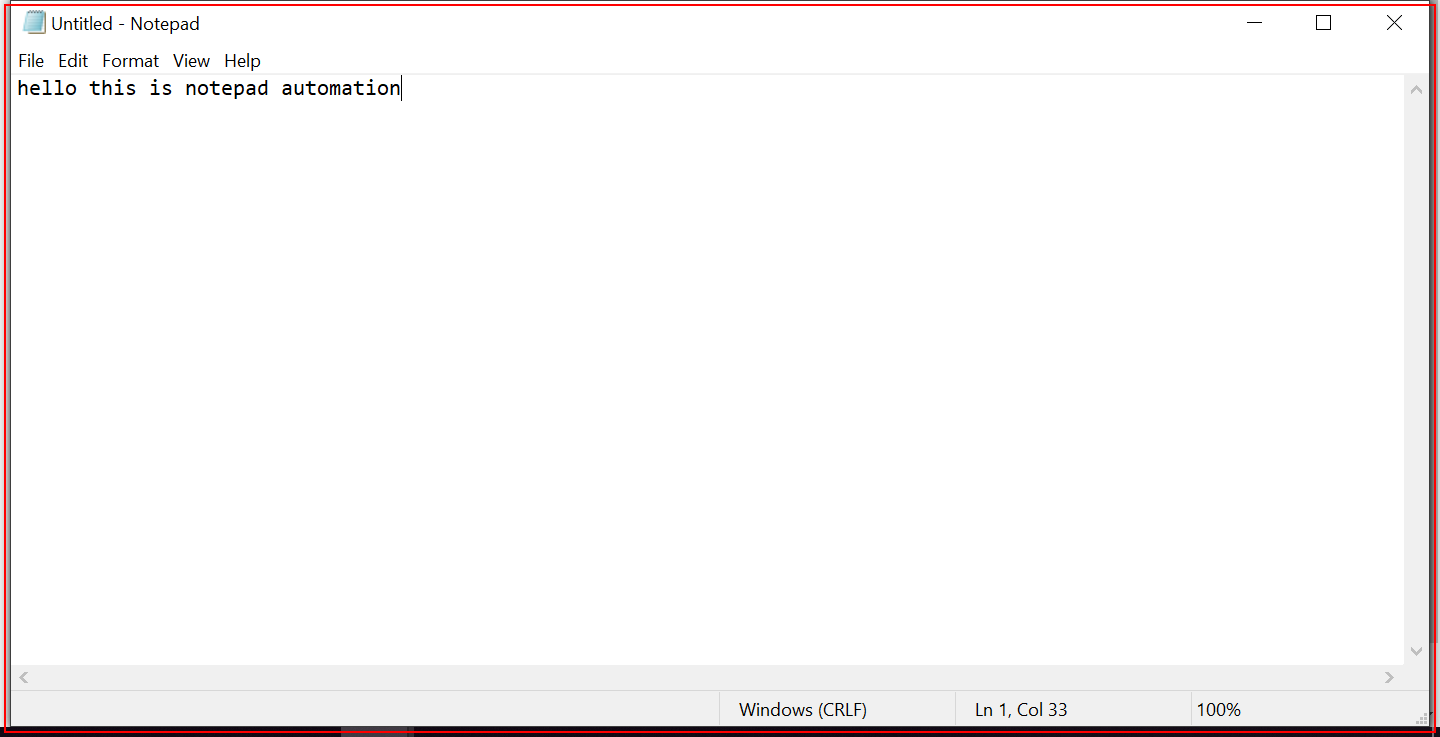 Untitled - Notepad
File Edit Format View Help
hello this is notepad automation
Windows (CRLF) Ln 1, Col 33 100%